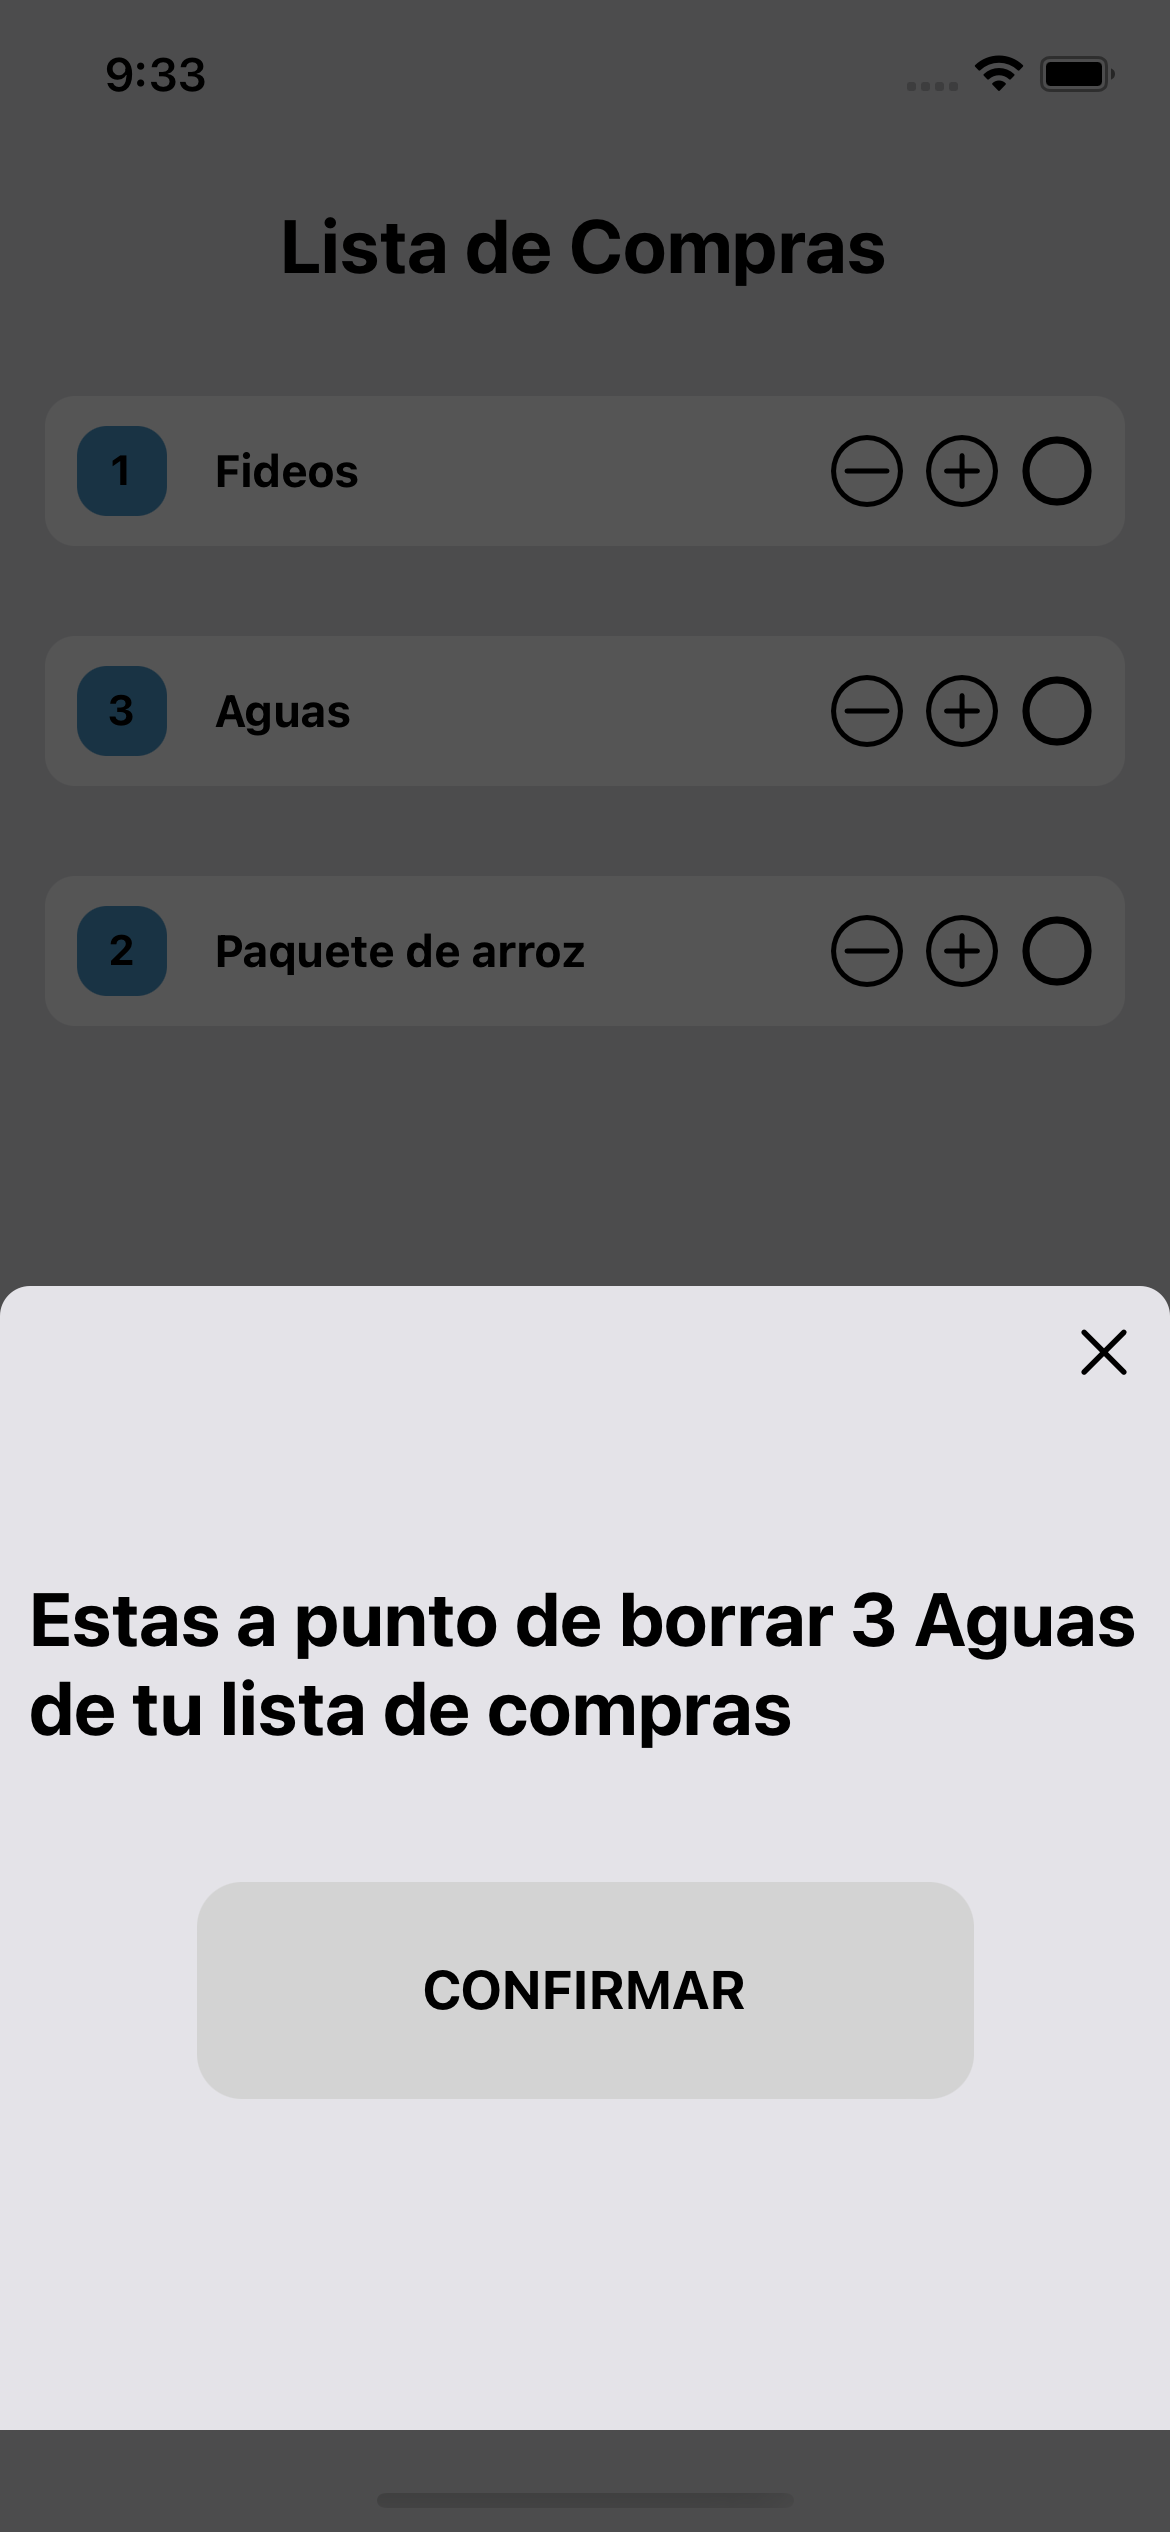 9:33
Lista de Compras
1 Fideos
3 Aguas
2 Paquete de arroz
Estas a punto de borrar 3 Aguas
de tu lista de compras
CONFIRMAR